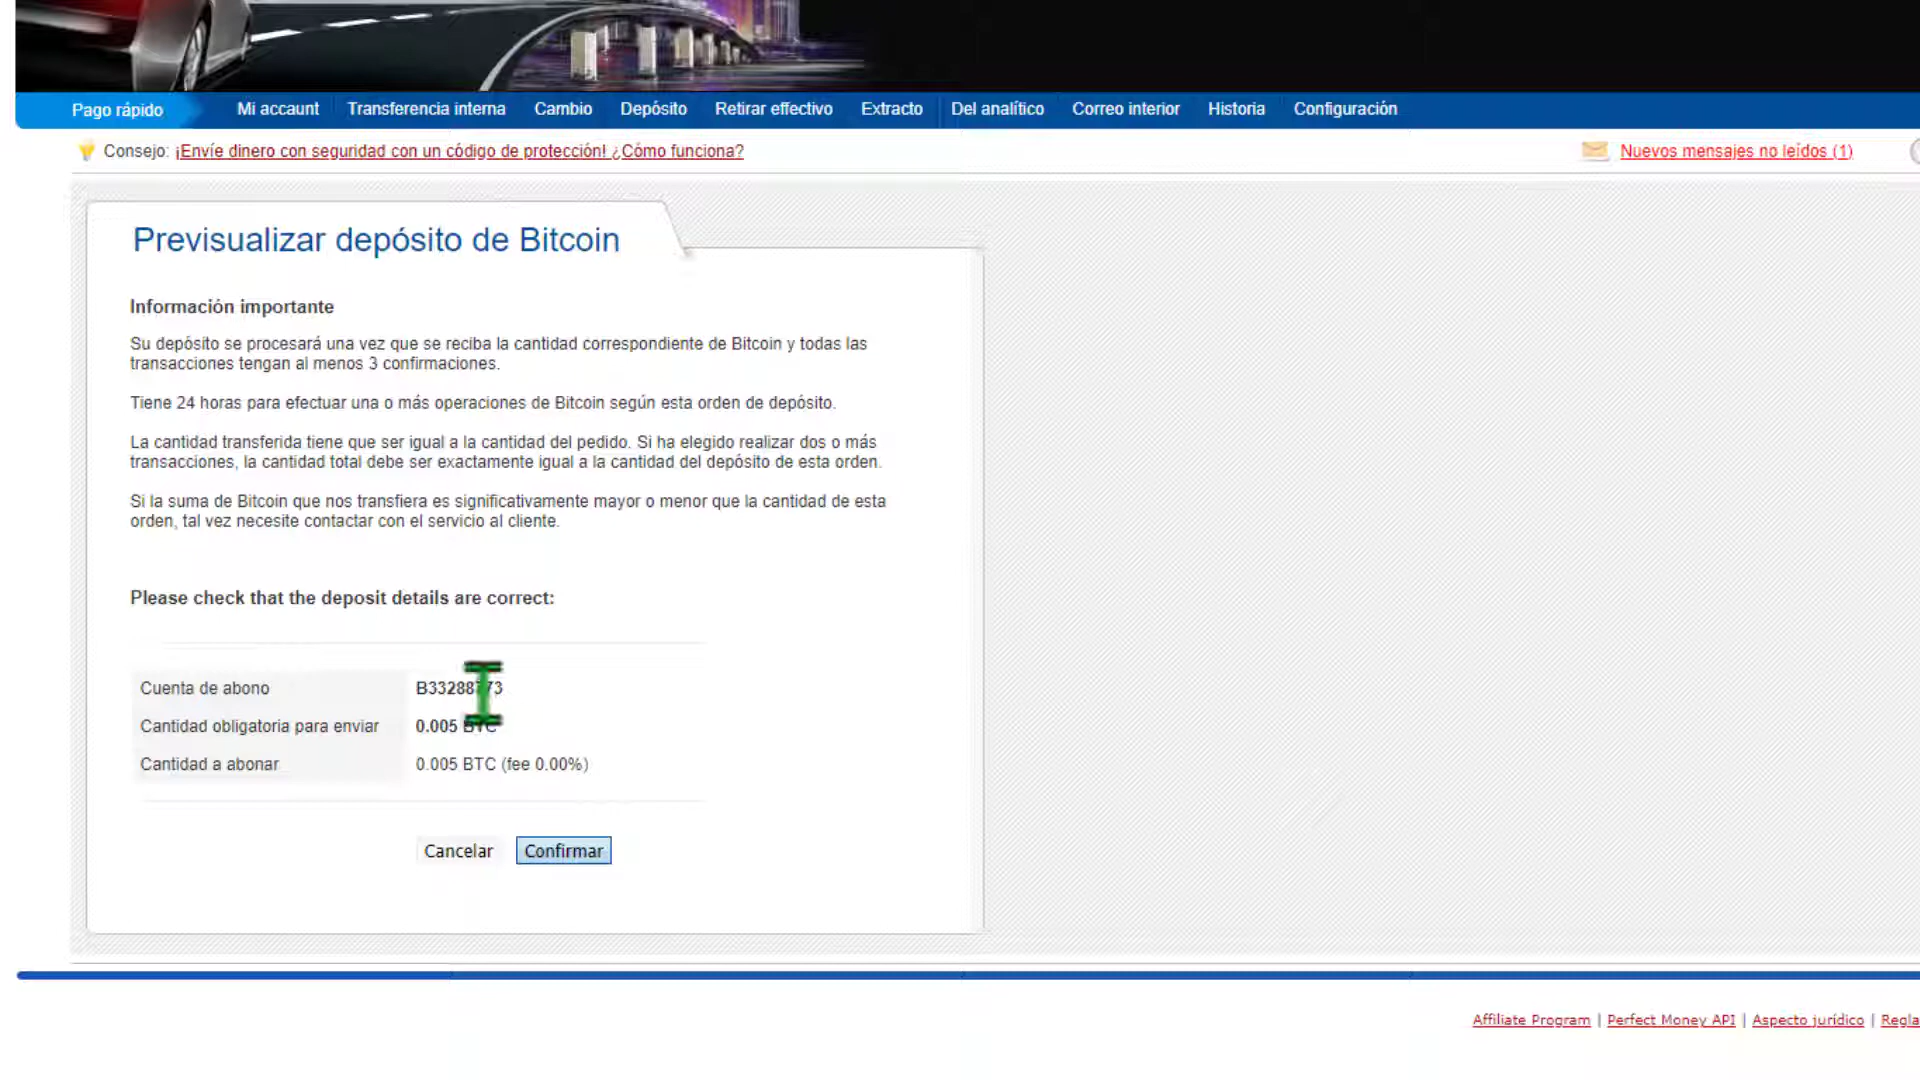 Pago rápido Mi accaunt Transferencia interna Cambio Depósito Retirar effectivo Extracto Del analítico Correo interior Historia Configuración
Consejo: ¡Envíe dinero con seguridad con un código de protección! ¿Cómo funciona? Nuevos mensajes no leídos (1)
Previsualizar depósito de Bitcoin
Información importante
Su depósito se procesará una vez que se reciba la cantidad correspondiente de Bitcoin y todas las
transacciones tengan al menos 3 confirmaciones.
Tiene 24 horas para efectuar una o más operaciones de Bitcoin según esta orden de depósito.
La cantidad transferida tiene que ser igual a la cantidad del pedido. Si ha elegido realizar dos o más
transacciones, la cantidad total debe ser exactamente igual a la cantidad del depósito de esta orden.
Si la suma de Bitcoin que nos transfiera es significativamente mayor o menor que la cantidad de esta
orden, tal vez necesite contactar con el servicio al cliente.
Please check that the deposit details are correct:
Cuenta de abono
Cantidad obligatoria para enviar 0.005 BTC
Cantidad a abonar 0.005 BTC (fee 0.00%)
Cancelar Confirmar
Affiliate Program | Perfect Money API | Aspecto jurídico |